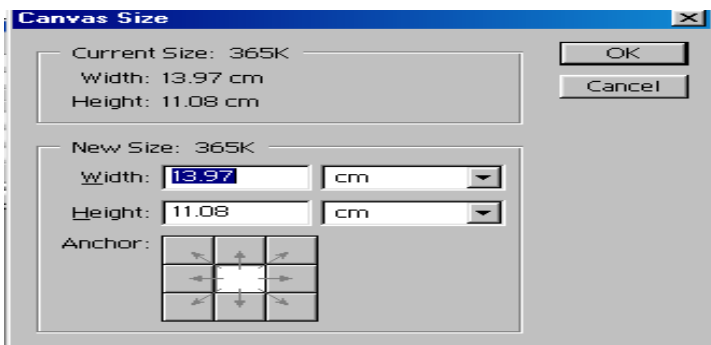 Canvas Size
Current Size: 365K
Width: 13.97 cm
Height: 11.08 cm
OK
Cancel
New Size: 365K
Width: 13.97 cm
Height: 11.08 cm
Anchor: